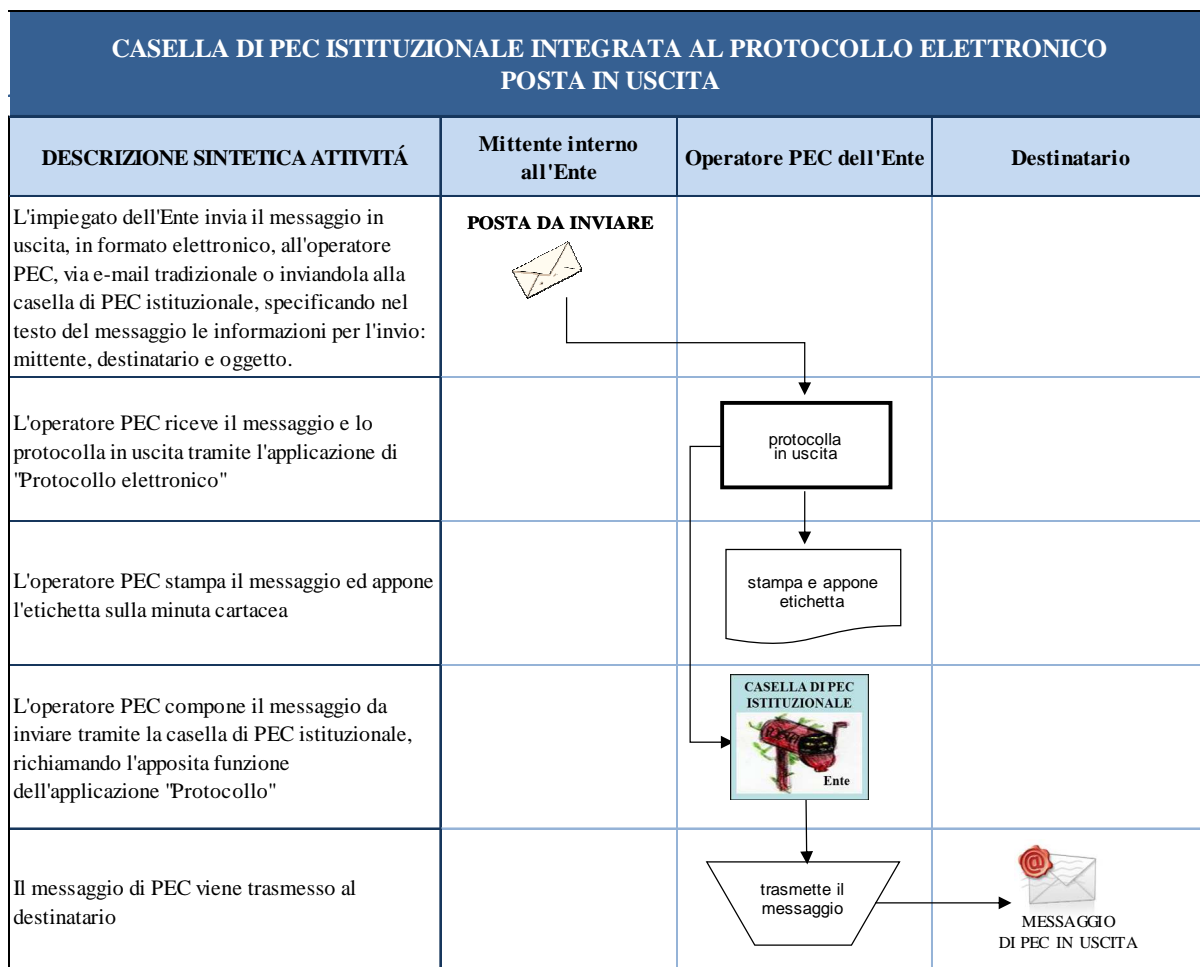 CASELLA DI PEC ISTITUZIONALE INTEGRATA AL PROTOCOLLO ELETTRONICO
POSTA IN USCITA
DESCRIZIONE SINTETICA ATTIVITÁ
Mittente interno
all'Ente
Operatore PEC dell'Ente
Destinatario
L'impiegato dell'Ente invia il messaggio in
uscita, in formato elettronico, all'operatore
PEC, via e-mail tradizionale o inviandola alla
casella di PEC istituzionale, specificando nel
testo del messaggio le informazioni per l'invio:
mittente, destinatario e oggetto.
POSTA DA INVIARE
L'operatore PEC riceve il messaggio e lo
protocolla in uscita tramite l'applicazione di
"Protocollo elettronico"
protocolla
in uscita
L'operatore PEC stampa il messaggio ed appone
l'etichetta sulla minuta cartacea
stampa e appone
etichetta
L'operatore PEC compone il messaggio da
inviare tramite la casella di PEC istituzionale,
richiamando l'apposita funzione
dell'applicazione "Protocollo"
CASELLA DI PEC
ISTITUZIONALE
Ente
Il messaggio di PEC viene trasmesso al
destinatario
trasmette il
messaggio
@
MESSAGGIO
DI PEC IN USCITA